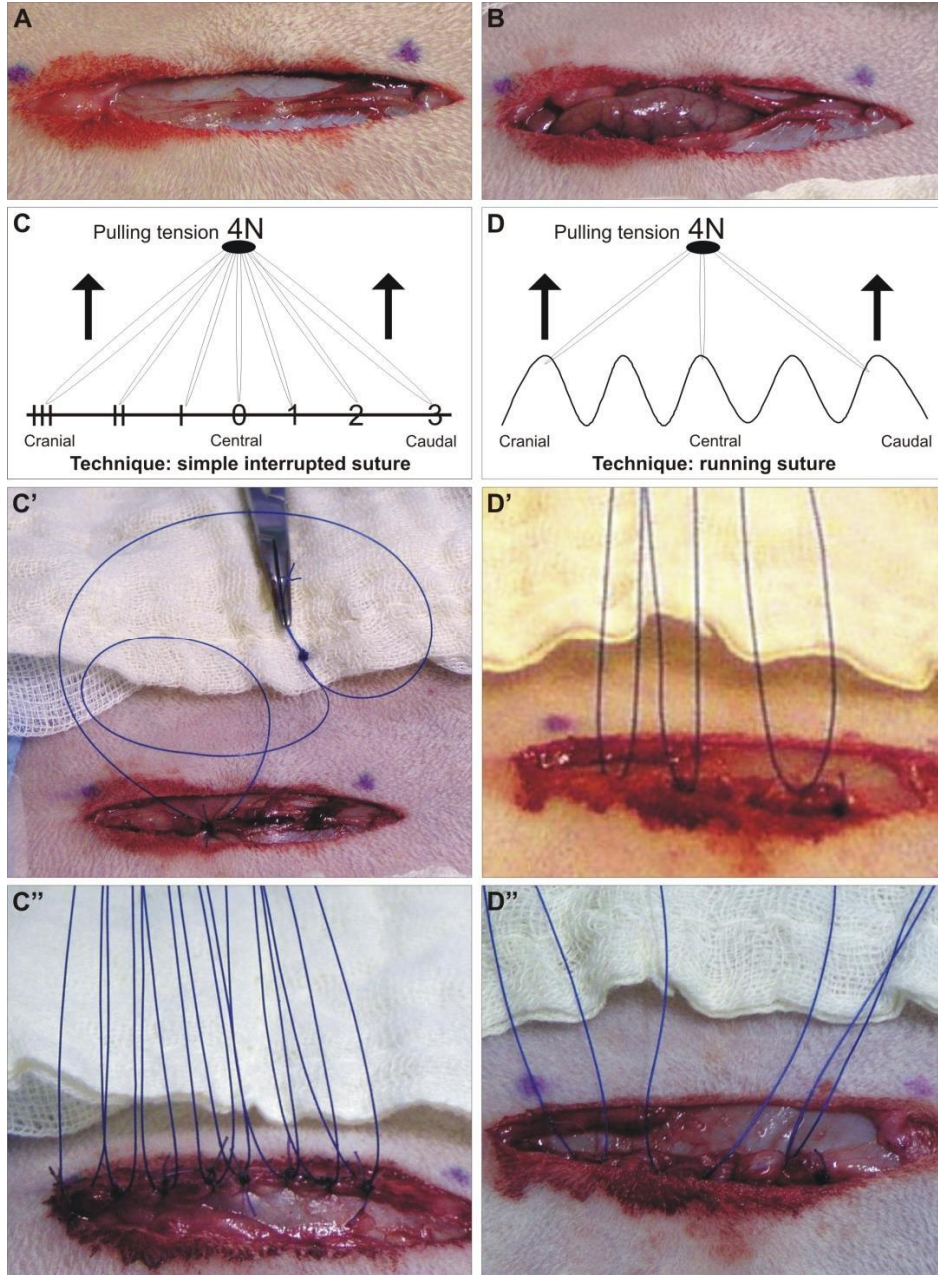 A
B
C
Pulling tension 4N
III II I 0 1 2 3
Cranial Central Caudal
Technique: simple interrupted suture
D
Pulling tension 4N
Cranial Central Caudal
Technique: running suture
C'
D'
C"
D"